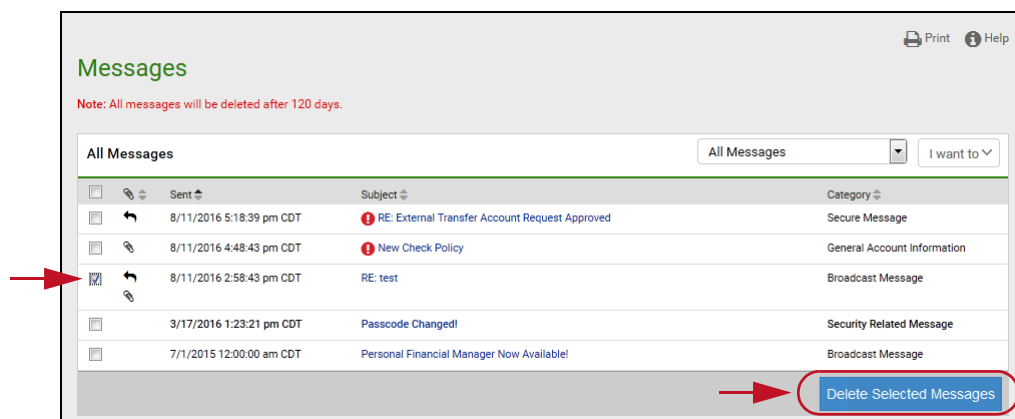 Print Help
Messages
Note: All messages will be deleted after 120 days.
All Messages All Messages I want to
Sent Subject Category
8/11/2016 5:18:39 pm CDT RE: External Transfer Account Request Approved Secure Message
8/11/2016 4:48:43 pm CDT New Check Policy General Account Information
8/11/2016 2:58:43 pm CDT RE: test Broadcast Message
3/17/2016 1:23:21 pm CDT Passcode Changed! Security Related Message
7/1/2015 12:00:00 am CDT Personal Financial Manager Now Available! Broadcast Message
Delete Selected Messages